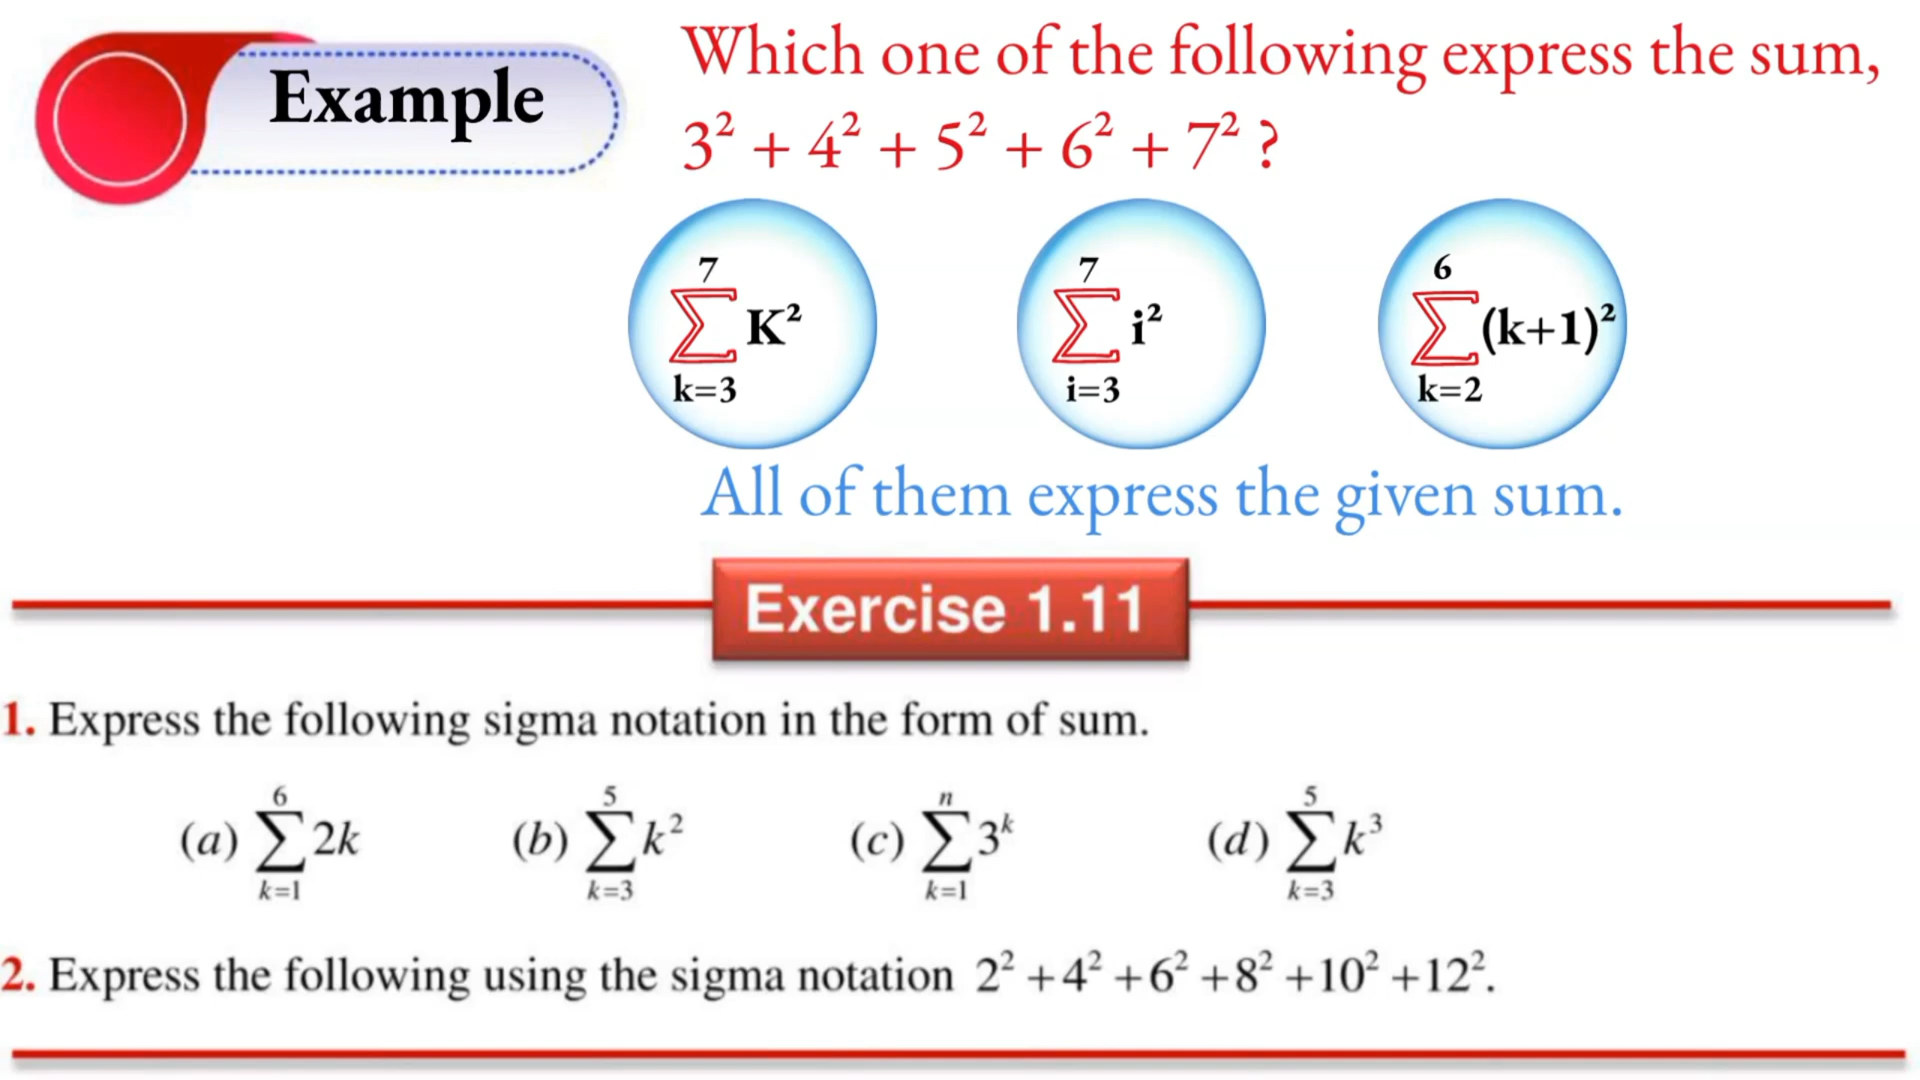 Example
Which one of the following express the sum,
3² + 4² + 5² + 6² + 7² ?
7 ∑ k=3 K²
7 ∑ i=3 i²
6 ∑ k=2 (k+1)²
All of them express the given sum.
Exercise 1.11
1. Express the following sigma notation in the form of sum.
(a) 6 ∑ k=1 2k (b) 5 ∑ k=3 k² (c) n ∑ k=1 3ᵏ (d) 5 ∑ k=3 k³
2. Express the following using the sigma notation 2² +4² +6² +8² +10² +12².